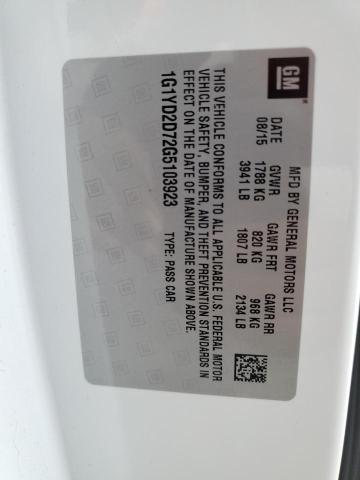 GM
MFD BY GENERAL MOTORS LLC
DATE GVWR GAWR FRT GAWR RR
08/15 1788 KG 820 KG 968 KG
3941 LB 1807 LB 2134 LB
THIS VEHICLE CONFORMS TO ALL APPLICABLE U.S. FEDERAL MOTOR
VEHICLE SAFETY, BUMPER, AND THEFT PREVENTION STANDARDS IN
EFFECT ON THE DATE OF MANUFACTURE SHOWN ABOVE.
1G1YD2D72G5103923 TYPE: PASS CAR